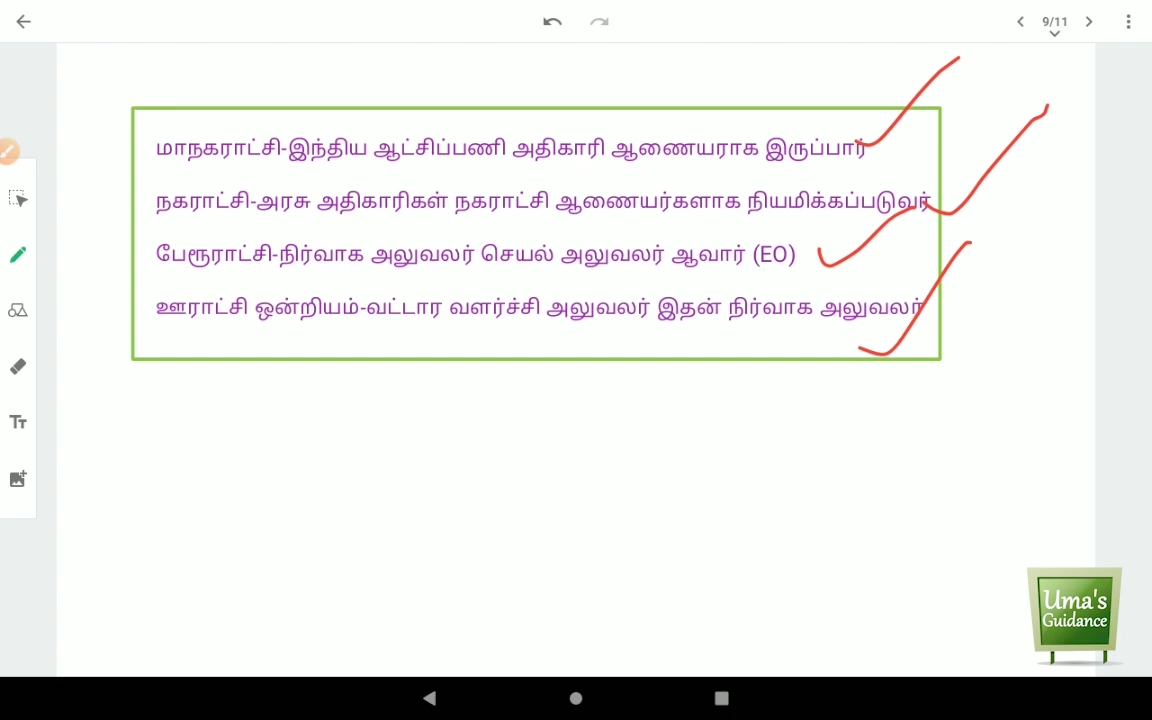 9/11
மாநகராட்சி-இந்திய ஆட்சிப்பணி அதிகாரி ஆணையராக இருப்பார்
நகராட்சி-அரசு அதிகாரிகள் நகராட்சி ஆணையர்களாக நியமிக்கப்படுவர்
பேரூராட்சி-நிர்வாக அலுவலர் செயல் அலுவலர் ஆவார் (EO)
ஊராட்சி ஒன்றியம்-வட்டார வளர்ச்சி அலுவலர் இதன் நிர்வாக அலுவலர்
Tт
Uma's
Guidance